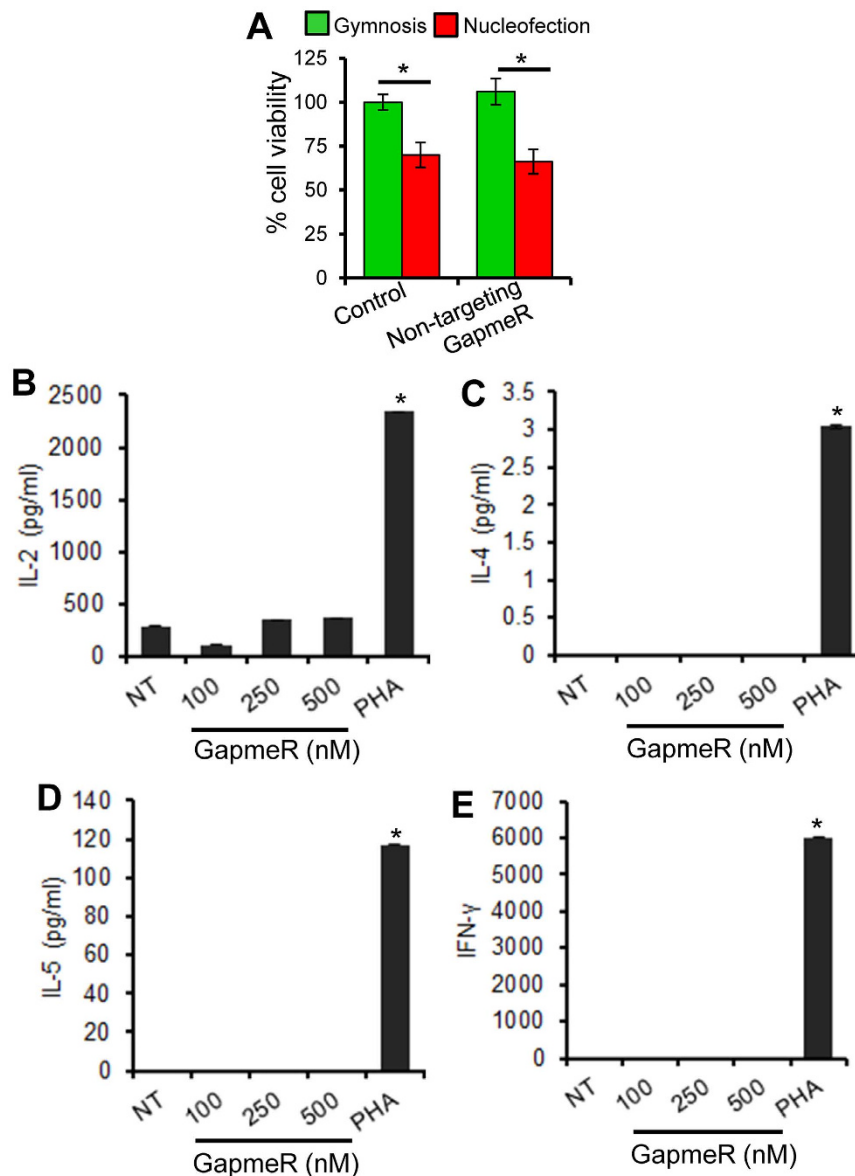 A
Gymnosis Nucleofection
% cell viability
125
100
75
50
25
0
* *
Control
Non-targeting
GapmeR
B
IL-2 (pg/ml)
2500
2000
1500
1000
500
0
*
NT 100 250 500 PHA
GapmeR (nM)
C
IL-4 (pg/ml)
3.5
3
2.5
2
1.5
1
0.5
0
*
NT 100 250 500 PHA
GapmeR (nM)
D
IL-5 (pg/ml)
140
120
100
80
60
40
20
0
*
NT 100 250 500 PHA
GapmeR (nM)
E
IFN-γ
7000
6000
5000
4000
3000
2000
1000
0
*
NT 100 250 500 PHA
GapmeR (nM)